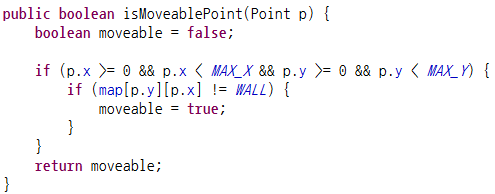 public boolean isMoveablePoint(Point p) {
    boolean moveable = false;

    if (p.x >= 0 && p.x < MAX_X && p.y >= 0 && p.y < MAX_Y) {
        if (map[p.y][p.x] != WALL) {
            moveable = true;
        }
    }
    return moveable;
}